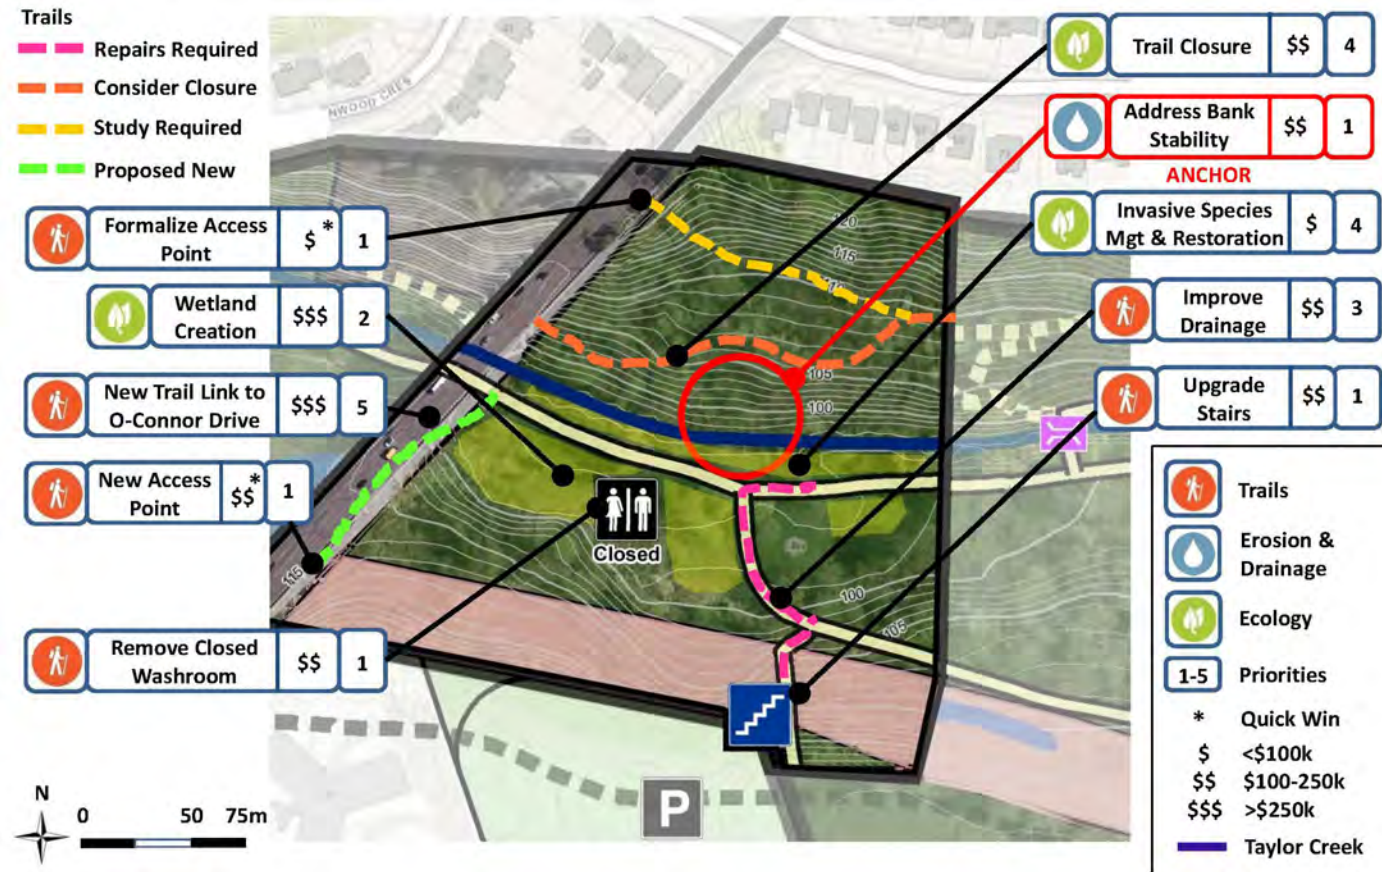 Trails
Repairs Required
Consider Closure
Study Required
Proposed New
Formalize Access
Point
$ *
1
Wetland
Creation
$$$
2
New Trail Link to
O-Connor Drive
$$$
5
New Access
Point
$$*
1
Remove Closed
Washroom
$$
1
Trail Closure
$$
4
Address Bank
Stability
$$
1
ANCHOR
Invasive Species
Mgt & Restoration
$
4
Improve
Drainage
$$
3
Upgrade
Stairs
$$
1
120
115
105
100
Closed
100
105
115
P
N
0 50 75m
Trails
Erosion &
Drainage
Ecology
1-5 Priorities
* Quick Win
$ <$100k
$$ $100-250k
$$$ >$250k
Taylor Creek